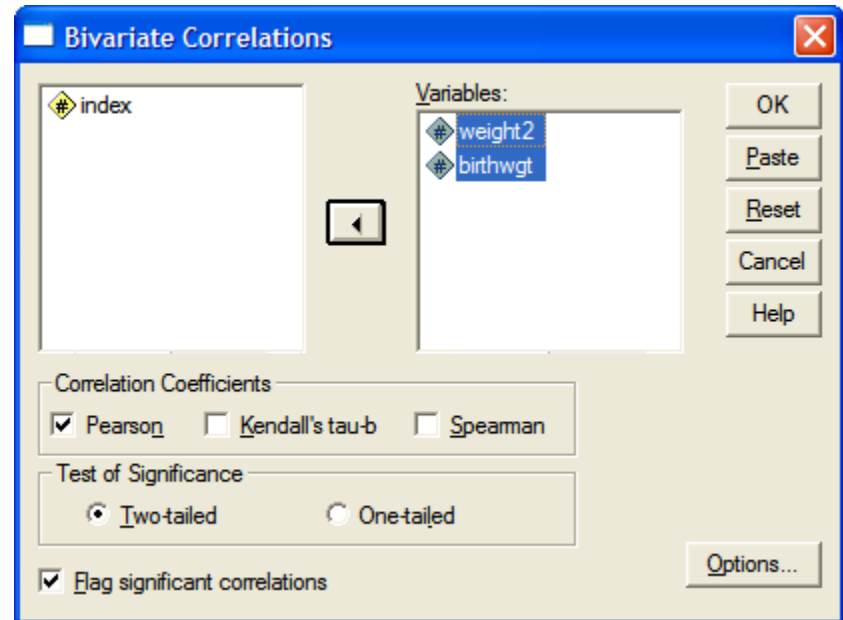 Bivariate Correlations
index
Variables:
weight2
birthwgt
OK
Paste
Reset
Cancel
Help
Correlation Coefficients
Pearson Kendall's tau-b Spearman
Test of Significance
Two-tailed One-tailed
Flag significant correlations
Options...